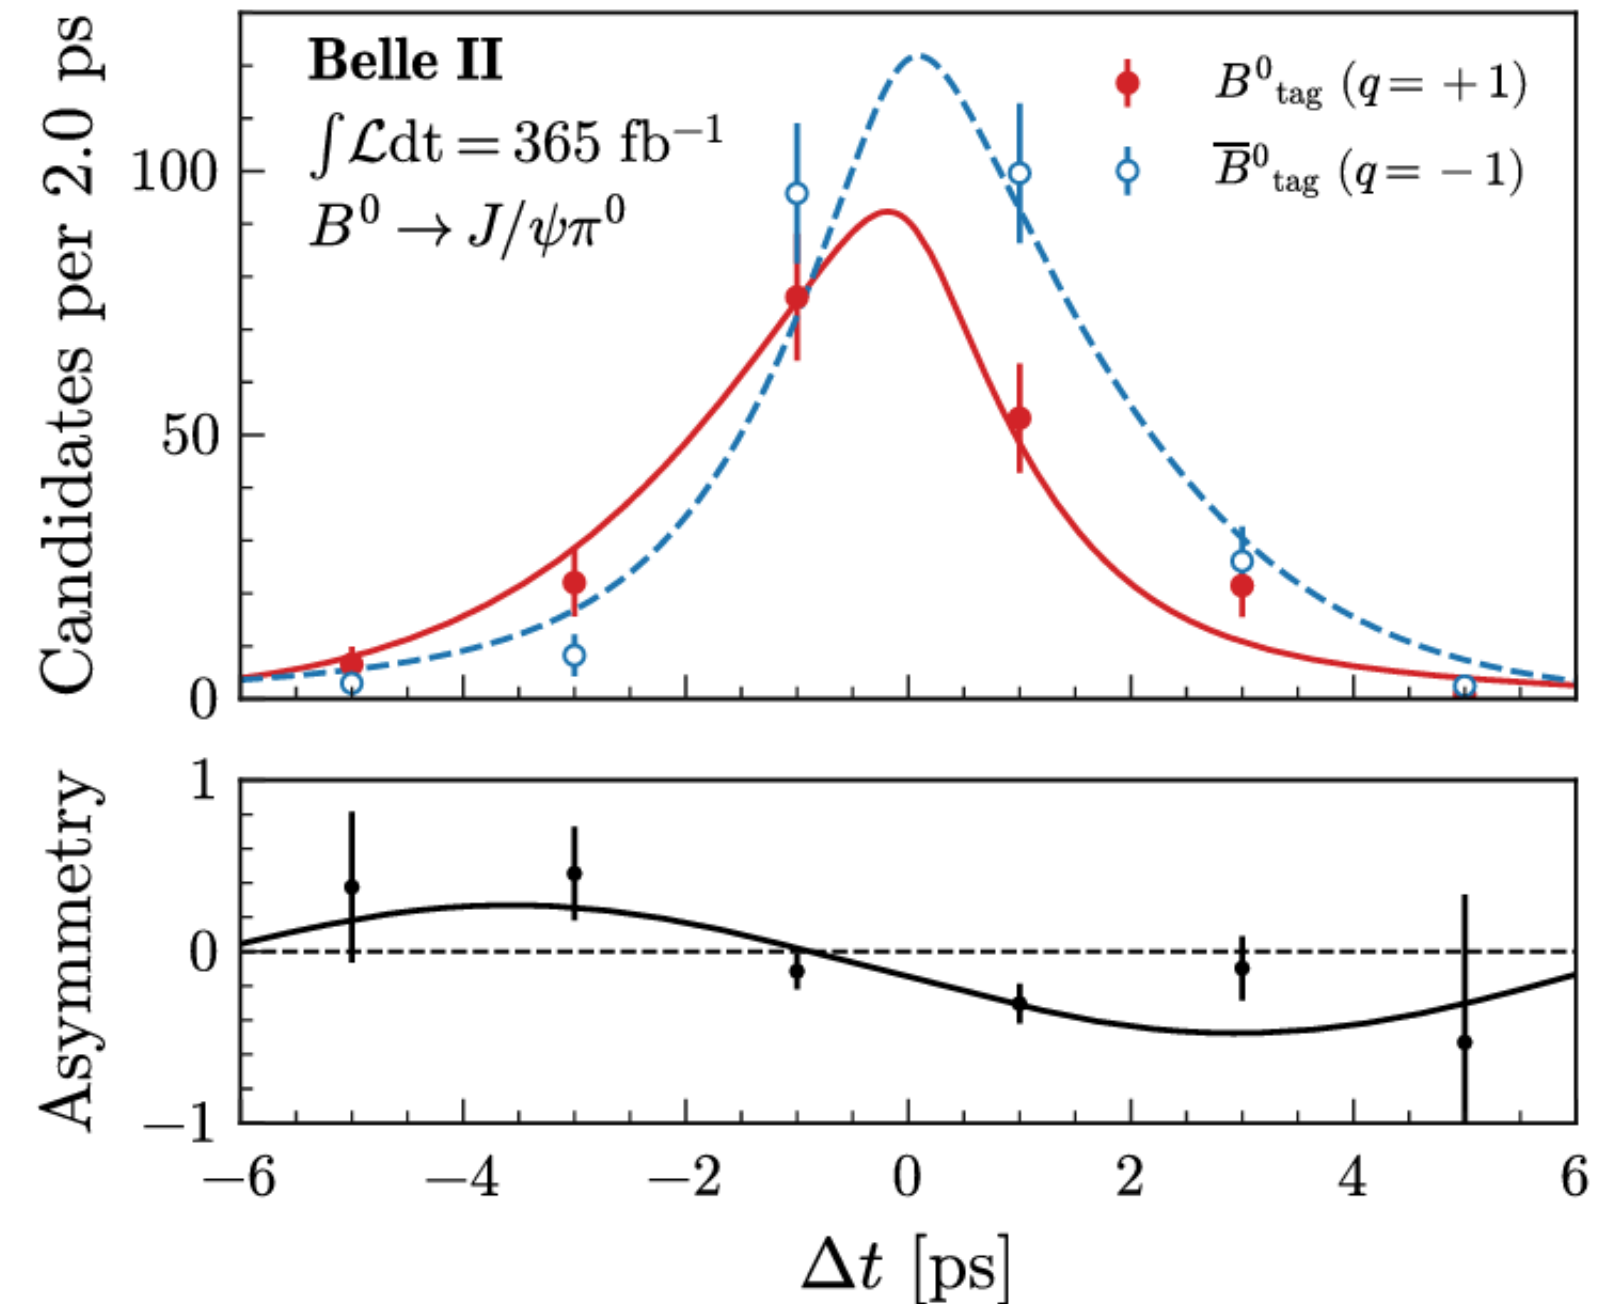 Belle II
∫ℒdt = 365 fb⁻¹
B⁰ → J/ψπ⁰
B⁰tag (q = +1)
B̅⁰tag (q = −1)
Candidates per 2.0 ps
100
50
0
Asymmetry
1
0
−1
−6 −4 −2 0 2 4 6
Δt [ps]